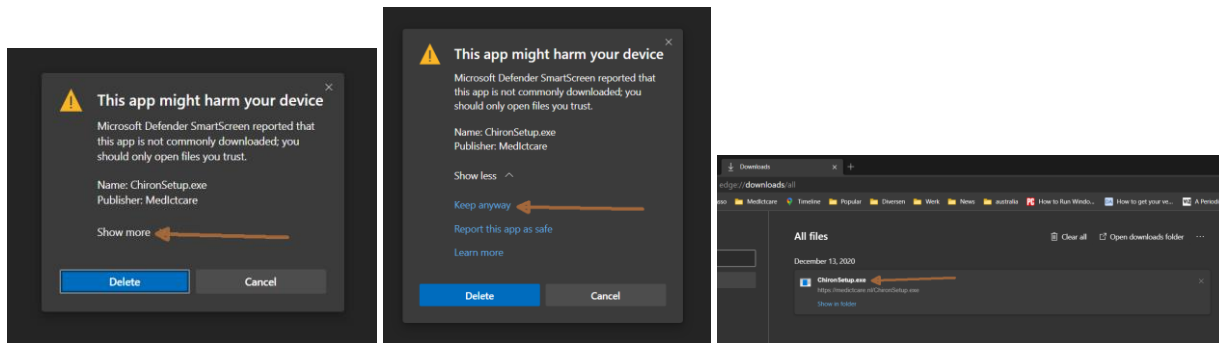 This app might harm your device
Microsoft Defender SmartScreen reported that
this app is not commonly downloaded; you
should only open files you trust.
Name: ChironSetup.exe
Publisher: MedIctcare
Show more
Delete
Cancel
This app might harm your device
Microsoft Defender SmartScreen reported that
this app is not commonly downloaded; you
should only open files you trust.
Name: ChironSetup.exe
Publisher: MedIctcare
Show less
Keep anyway
Report this app as safe
Learn more
Delete
Cancel
Downloads
edge://downloads/all
Medictcare Timeline Popular Diversen Werk News australia How to Run Windo... How to get your ve... A Period
All files
Clear all
Open downloads folder
December 13, 2020
ChironSetup.exe
https://medictcare.nl/ChironSetup.exe
Show in folder